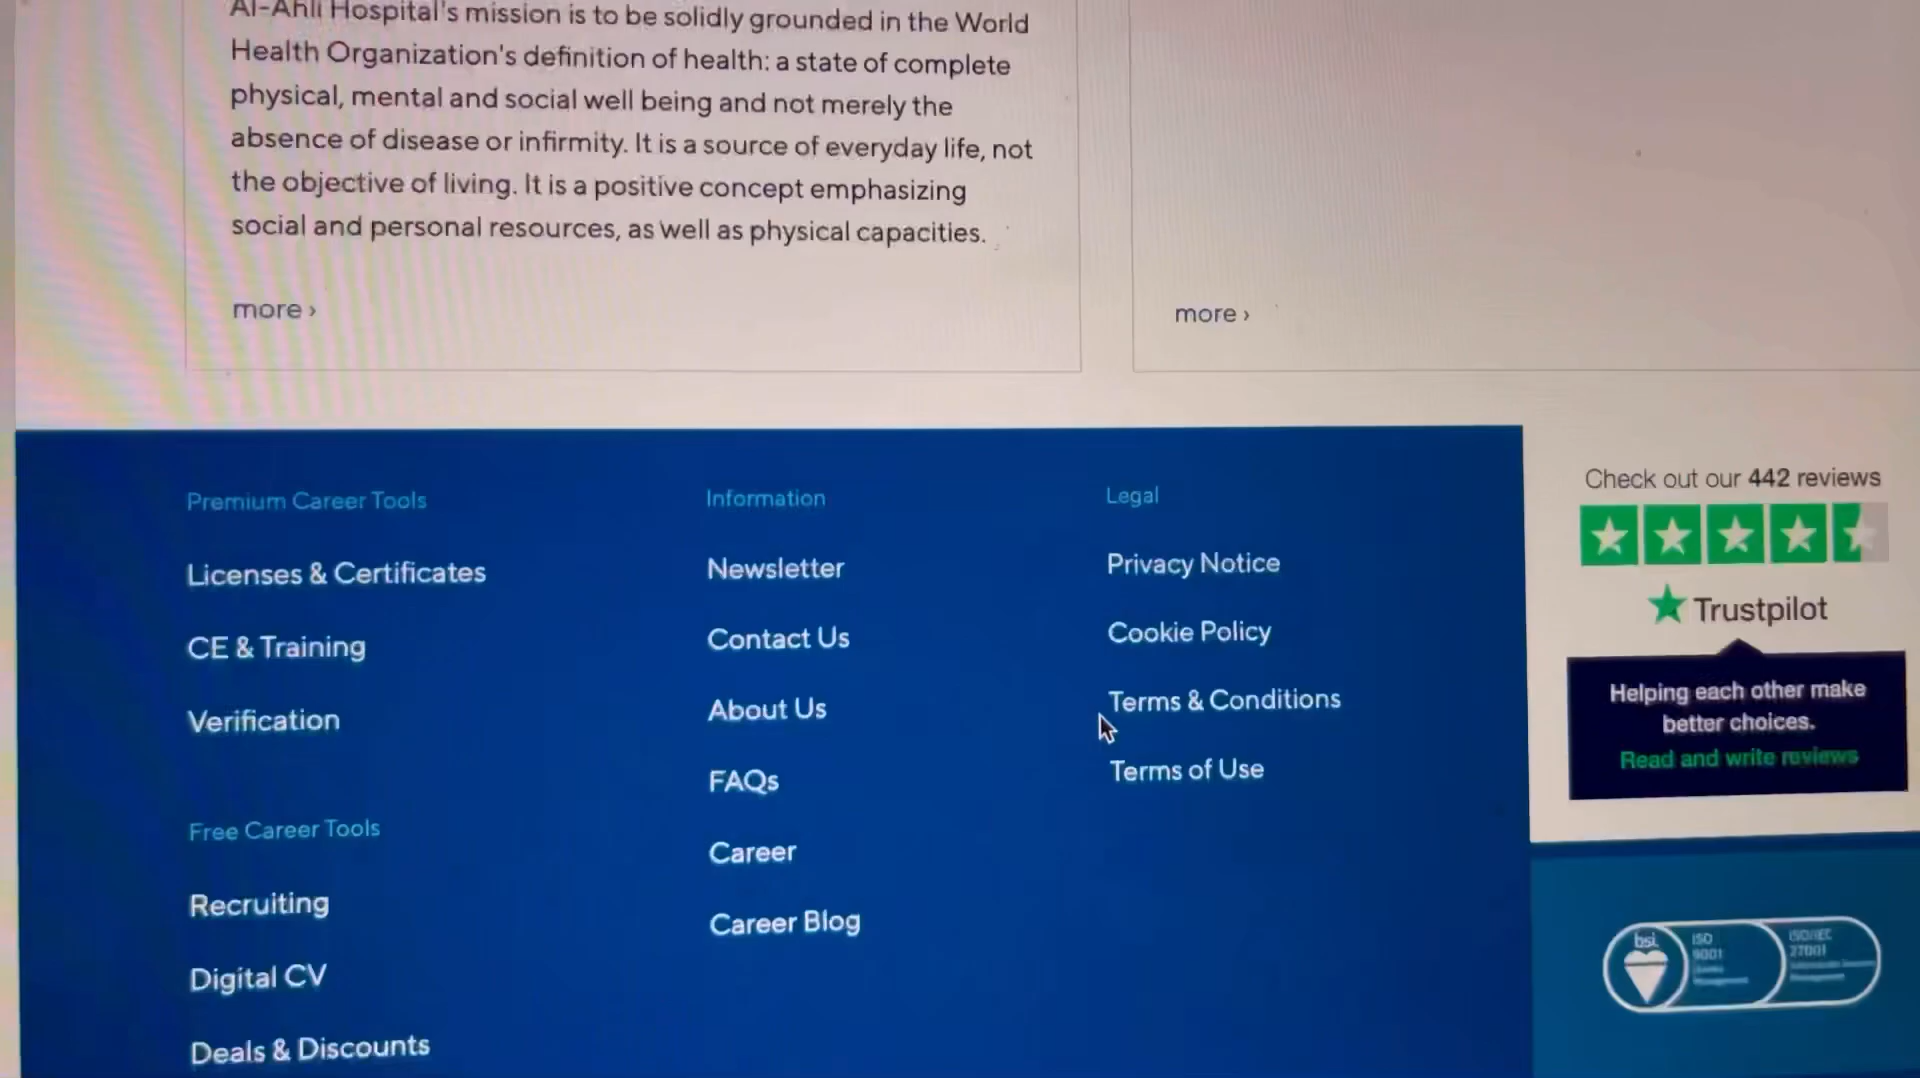 Al-Ahli Hospital's mission is to be solidly grounded in the World
Health Organization's definition of health: a state of complete
physical, mental and social well being and not merely the
absence of disease or infirmity. It is a source of everyday life, not
the objective of living. It is a positive concept emphasizing
social and personal resources, as well as physical capacities.
more ›
more ›
Premium Career Tools
Licenses & Certificates
CE & Training
Verification
Free Career Tools
Recruiting
Digital CV
Deals & Discounts
Information
Newsletter
Contact Us
About Us
FAQs
Career
Career Blog
Legal
Privacy Notice
Cookie Policy
Terms & Conditions
Terms of Use
Check out our 442 reviews
Trustpilot
Helping each other make
better choices.
Read and write reviews
bsi.
ISO
9001
ISO/IEC
27001